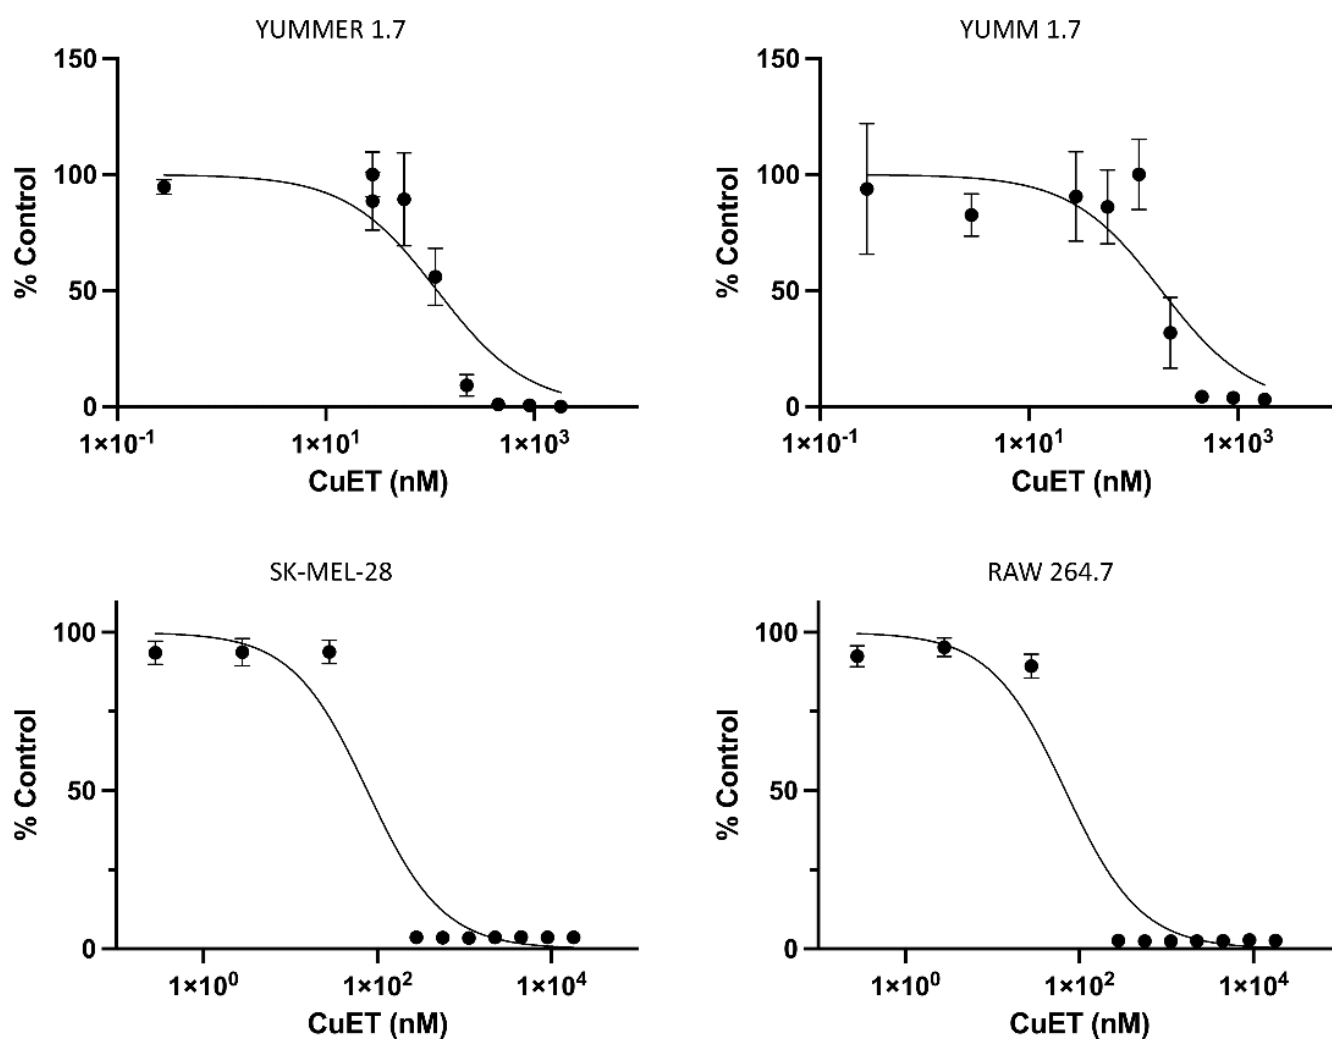 YUMMER 1.7
150
100
50
0
% Control
1×10⁻¹ 1×10¹ 1×10³
CuET (nM)
YUMM 1.7
150
100
50
0
% Control
1×10⁻¹ 1×10¹ 1×10³
CuET (nM)
SK-MEL-28
100
50
0
% Control
1×10⁰ 1×10² 1×10⁴
CuET (nM)
RAW 264.7
100
50
0
% Control
1×10⁰ 1×10² 1×10⁴
CuET (nM)